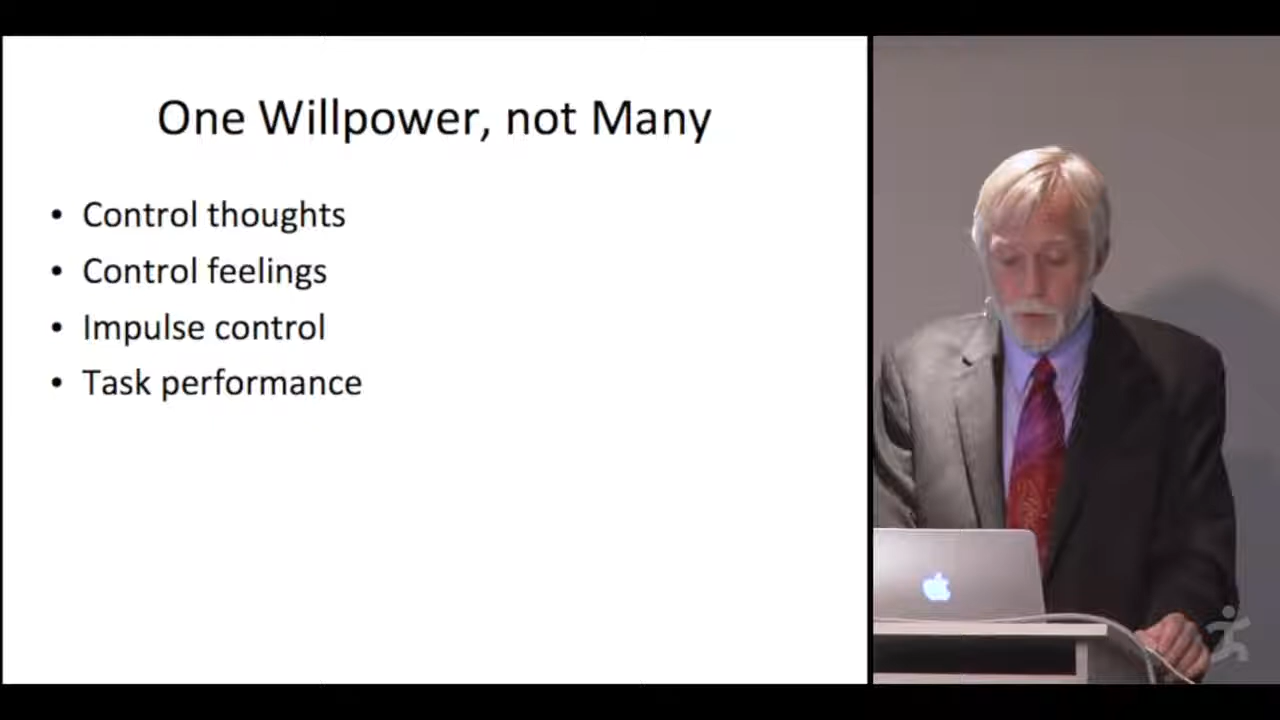 One Willpower, not Many
• Control thoughts
• Control feelings
• Impulse control
• Task performance